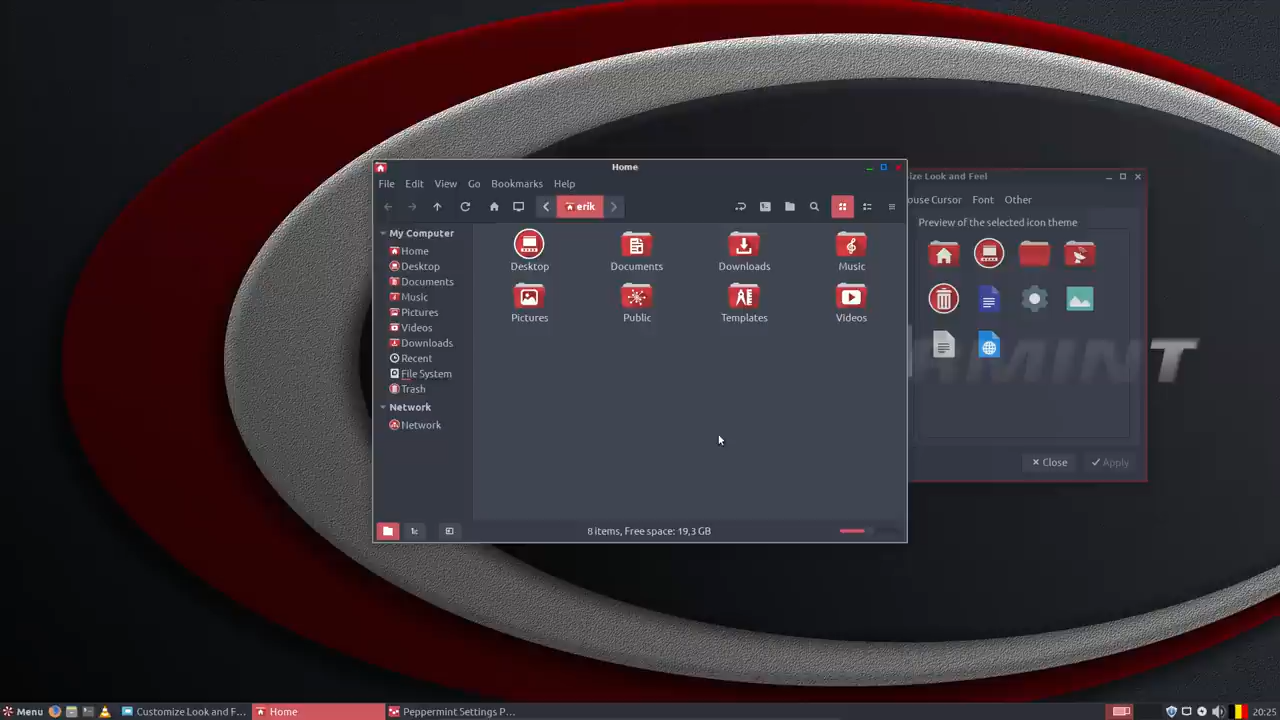 Home
File Edit View Go Bookmarks Help
erik
My Computer
Home
Desktop
Documents
Music
Pictures
Videos
Downloads
Recent
File System
Trash
Network
Network
Desktop Documents Downloads Music
Pictures Public Templates Videos
8 items, Free space: 19,3 GB
ize Look and Feel
ouse Cursor Font Other
Preview of the selected icon theme
Close Apply
AMINT
Menu Customize Look and F... Home Peppermint Settings P... 20:25